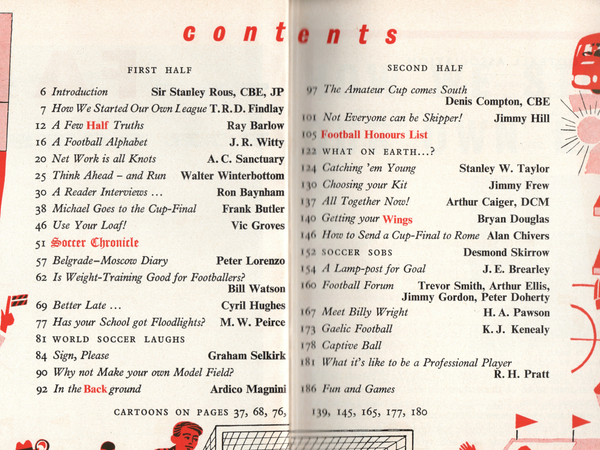 contents
FIRST HALF
6 Introduction Sir Stanley Rous, CBE, JP
7 How We Started Our Own League T.R.D. Findlay
12 A Few Half Truths Ray Barlow
16 A Football Alphabet J. R. Witty
20 Net Work is all Knots A. C. Sanctuary
25 Think Ahead – and Run Walter Winterbottom
30 A Reader Interviews ... Ron Baynham
38 Michael Goes to the Cup-Final Frank Butler
46 Use Your Loaf! Vic Groves
51 Soccer Chronicle
57 Belgrade–Moscow Diary Peter Lorenzo
62 Is Weight-Training Good for Footballers?
Bill Watson
69 Better Late ... Cyril Hughes
77 Has your School got Floodlights? M. W. Peirce
81 WORLD SOCCER LAUGHS
84 Sign, Please Graham Selkirk
90 Why not Make your own Model Field?
92 In the Background Ardico Magnini
SECOND HALF
97 The Amateur Cup comes South
Denis Compton, CBE
101 Not Everyone can be Skipper! Jimmy Hill
105 Football Honours List
122 WHAT ON EARTH...?
124 Catching 'em Young Stanley W. Taylor
130 Choosing your Kit Jimmy Frew
137 All Together Now! Arthur Caiger, DCM
140 Getting your Wings Bryan Douglas
146 How to Send a Cup-Final to Rome Alan Chivers
152 SOCCER SOBS Desmond Skirrow
154 A Lamp-post for Goal J. E. Brearley
160 Football Forum Trevor Smith, Arthur Ellis,
Jimmy Gordon, Peter Doherty
167 Meet Billy Wright H. A. Pawson
173 Gaelic Football K. J. Kenealy
178 Captive Ball
181 What it's like to be a Professional Player
R. H. Pratt
186 Fun and Games
CARTOONS ON PAGES 37, 68, 76, 139, 145, 165, 177, 180